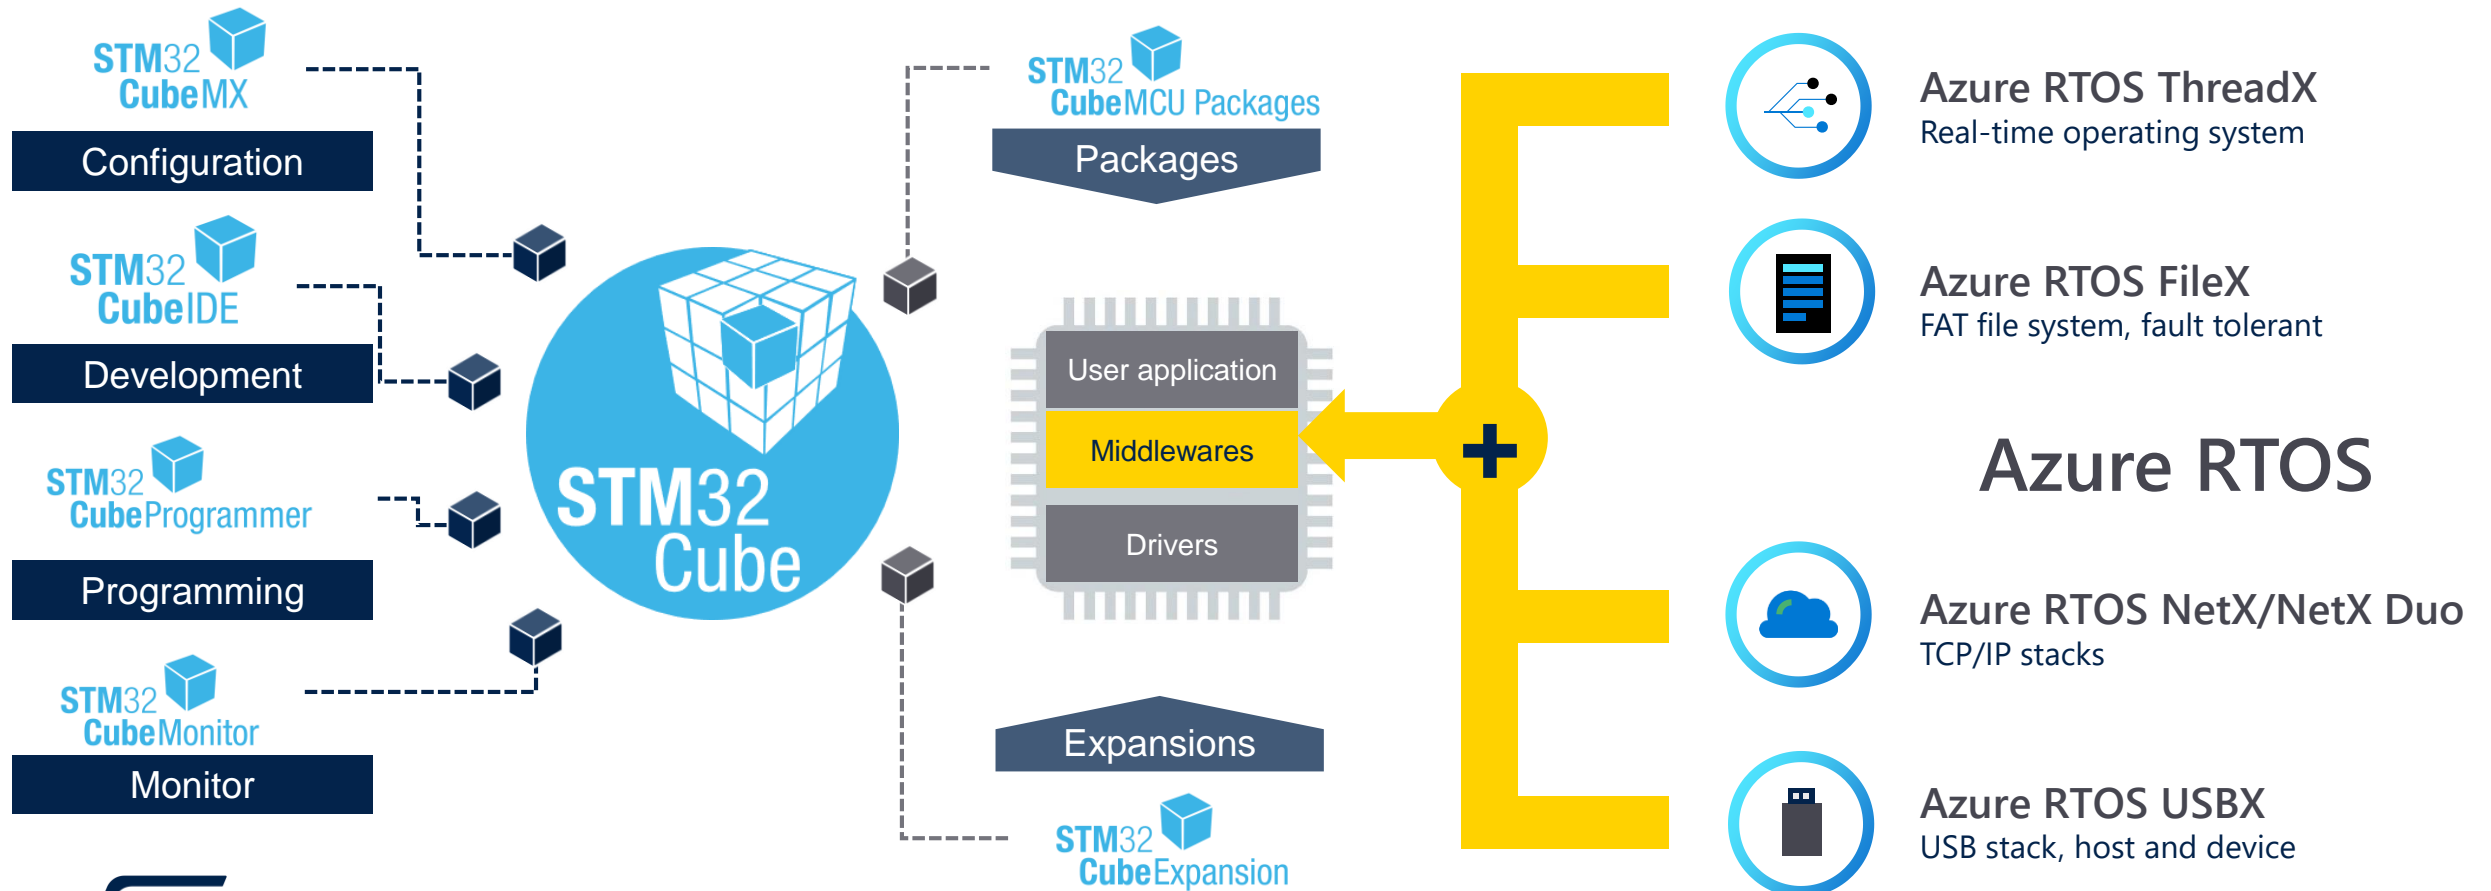 STM32
CubeMX
Configuration
STM32
CubeIDE
Development
STM32
CubeProgrammer
Programming
STM32
CubeMonitor
Monitor
STM32
Cube
STM32
CubeMCU Packages
Packages
User application
Middlewares
Drivers
Expansions
STM32
CubeExpansion
+
Azure RTOS ThreadX
Real-time operating system
Azure RTOS FileX
FAT file system, fault tolerant
Azure RTOS
Azure RTOS NetX/NetX Duo
TCP/IP stacks
Azure RTOS USBX
USB stack, host and device